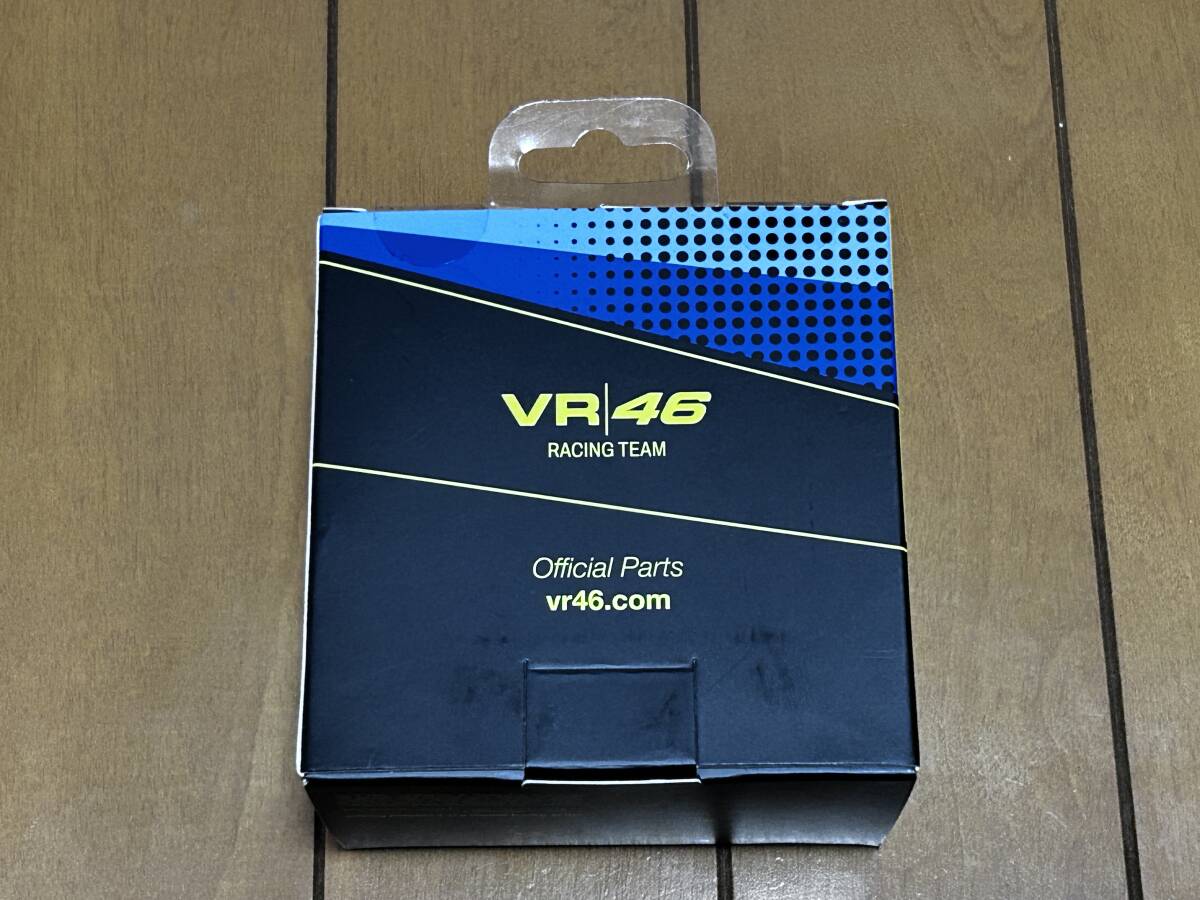 VR|46
RACING TEAM
Official Parts
vr46.com